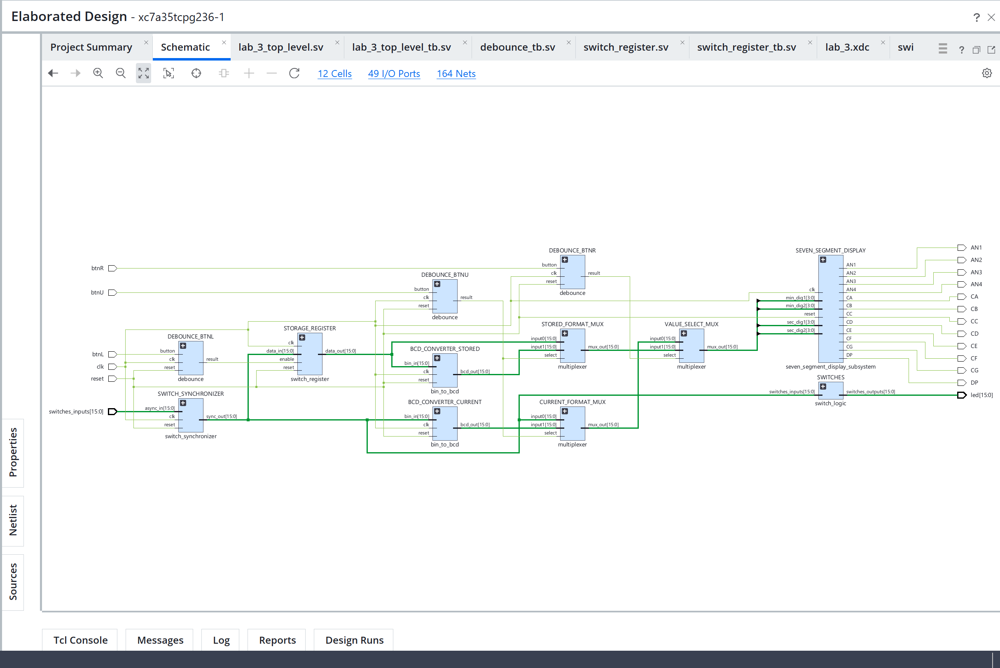 Elaborated Design - xc7a35tcpg236-1
?
Project Summary
Schematic
lab_3_top_level.sv
lab_3_top_level_tb.sv
debounce_tb.sv
switch_register.sv
switch_register_tb.sv
lab_3.xdc
swi
?
12 Cells
49 I/O Ports
164 Nets
btnR
btnU
btnL
clk
reset
switches_inputs[15:0]
DEBOUNCE_BTNL
button
clk
reset
result
debounce
SWITCH_SYNCHRONIZER
async_in[15:0]
clk
reset
sync_out[15:0]
switch_synchronizer
STORAGE_REGISTER
clk
data_in[15:0]
enable
reset
data_out[15:0]
switch_register
DEBOUNCE_BTNU
button
clk
reset
result
debounce
BCD_CONVERTER_STORED
bin_in[15:0]
clk
reset
bcd_out[15:0]
bin_to_bcd
BCD_CONVERTER_CURRENT
bin_in[15:0]
clk
reset
bcd_out[15:0]
bin_to_bcd
DEBOUNCE_BTNR
button
clk
reset
result
debounce
STORED_FORMAT_MUX
input0[15:0]
input1[15:0]
select
mux_out[15:0]
multiplexer
CURRENT_FORMAT_MUX
input0[15:0]
input1[15:0]
select
mux_out[15:0]
multiplexer
VALUE_SELECT_MUX
input0[15:0]
input1[15:0]
select
mux_out[15:0]
multiplexer
SEVEN_SEGMENT_DISPLAY
clk
min_dig1[3:0]
min_dig2[3:0]
reset
sec_dig1[3:0]
sec_dig2[3:0]
AN1
AN2
AN3
AN4
CA
CB
CC
CD
CE
CF
CG
DP
seven_segment_display_subsystem
SWITCHES
switches_inputs[15:0]
switches_outputs[15:0]
switch_logic
AN1
AN2
AN3
AN4
CA
CB
CC
CD
CE
CF
CG
DP
led[15:0]
Properties
Netlist
Sources
Tcl Console
Messages
Log
Reports
Design Runs